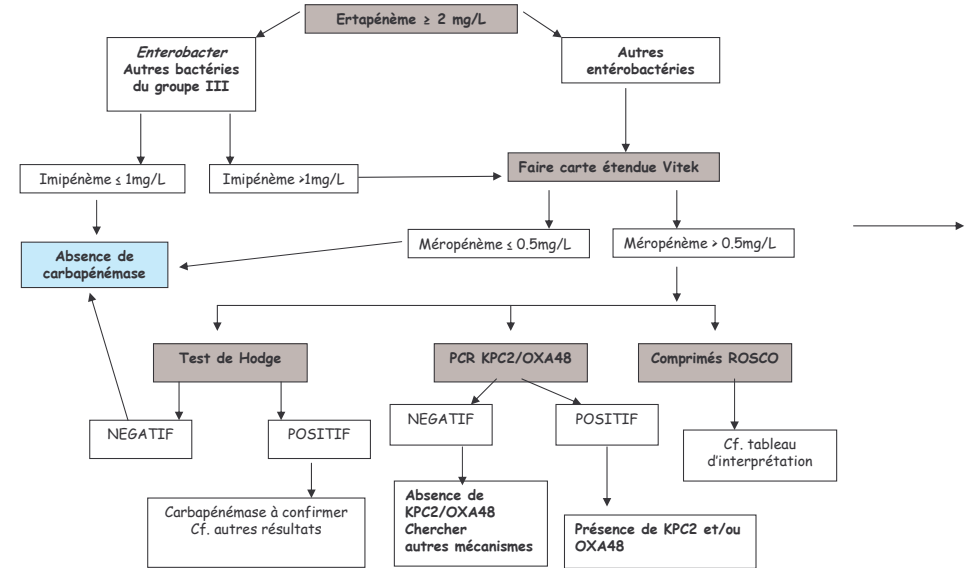 Ertapénème ≥ 2 mg/L
Enterobacter
Autres bactéries
du groupe III
Autres
entérobactéries
Imipénème ≤ 1mg/L
Imipénème >1mg/L
Faire carte étendue Vitek
Absence de
carbapénémase
Méropénème ≤ 0.5mg/L
Méropénème > 0.5mg/L
Test de Hodge
PCR KPC2/OXA48
Comprimés ROSCO
NEGATIF
POSITIF
NEGATIF
POSITIF
Cf. tableau
d'interprétation
Carbapénémase à confirmer
Cf. autres résultats
Absence de
KPC2/OXA48
Chercher
autres mécanismes
Présence de KPC2 et/ou
OXA48